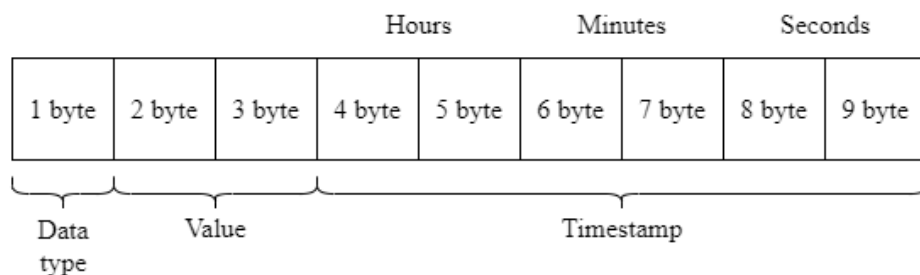 Hours Minutes Seconds
1 byte 2 byte 3 byte 4 byte 5 byte 6 byte 7 byte 8 byte 9 byte
Data Value Timestamp
type